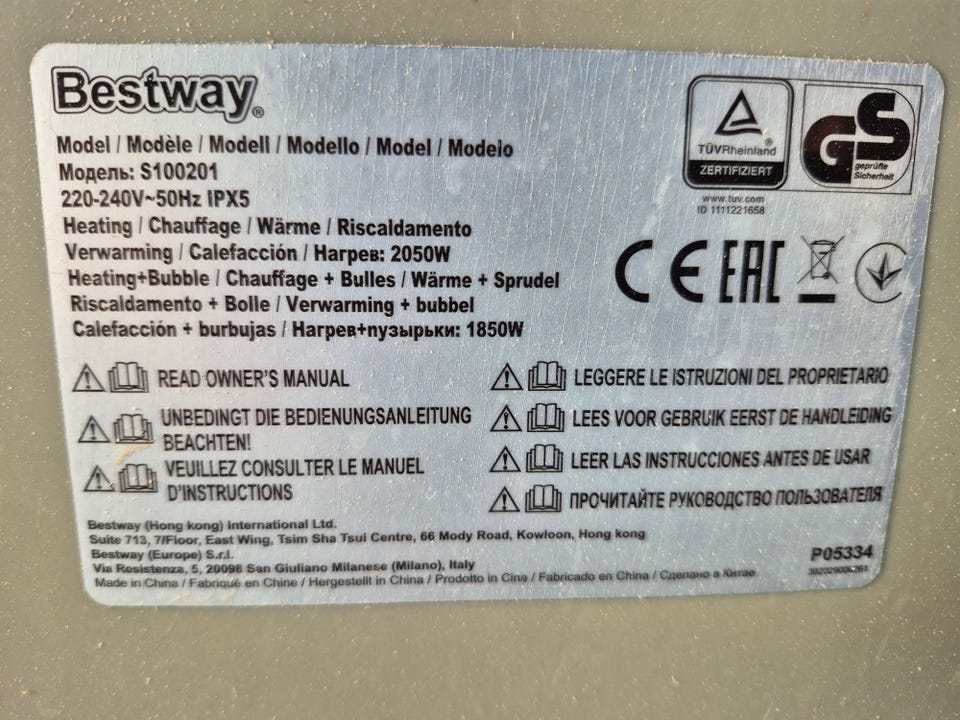 Bestway®
Model / Modèle / Modell / Modello / Model / Modelo
Модель: S100201
220-240V~50Hz IPX5
Heating / Chauffage / Wärme / Riscaldamento
Verwarming / Calefacción / Нагрев: 2050W
Heating+Bubble / Chauffage + Bulles / Wärme + Sprudel
Riscaldamento + Bolle / Verwarming + bubbel
Calefacción + burbujas / Нагрев+пузырьки: 1850W
TÜVRheinland®
ZERTIFIZIERT
www.tuv.com
ID 1111221658
GS
geprüfte
Sicherheit
CE EAC
READ OWNER'S MANUAL
UNBEDINGT DIE BEDIENUNGSANLEITUNG
BEACHTEN!
VEUILLEZ CONSULTER LE MANUEL
D'INSTRUCTIONS
LEGGERE LE ISTRUZIONI DEL PROPRIETARIO
LEES VOOR GEBRUIK EERST DE HANDLEIDING
LEER LAS INSTRUCCIONES ANTES DE USAR
ПРОЧИТАЙТЕ РУКОВОДСТВО ПОЛЬЗОВАТЕЛЯ
Bestway (Hong kong) International Ltd.
Suite 713, 7/Floor, East Wing, Tsim Sha Tsui Centre, 66 Mody Road, Kowloon, Hong kong
Bestway (Europe) S.r.l.
Via Resistenza, 5, 20098 San Giuliano Milanese (Milano), Italy
Made in China / Fabriqué en Chine / Hergestellt in China / Prodotto in Cina / Fabricado en China / Сделано в Китае
P05334